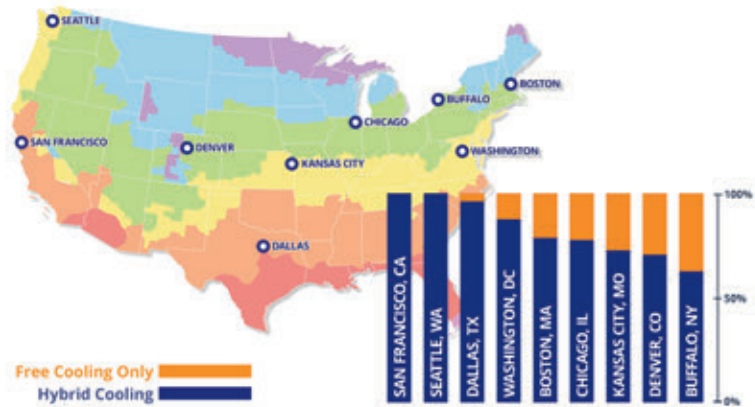 SEATTLE
BOSTON
BUFFALO
CHICAGO
SAN FRANCISCO
DENVER
WASHINGTON
KANSAS CITY
DALLAS
100%
50%
0%
SAN FRANCISCO, CA
SEATTLE, WA
DALLAS, TX
WASHINGTON, DC
BOSTON, MA
CHICAGO, IL
KANSAS CITY, MO
DENVER, CO
BUFFALO, NY
Free Cooling Only
Hybrid Cooling